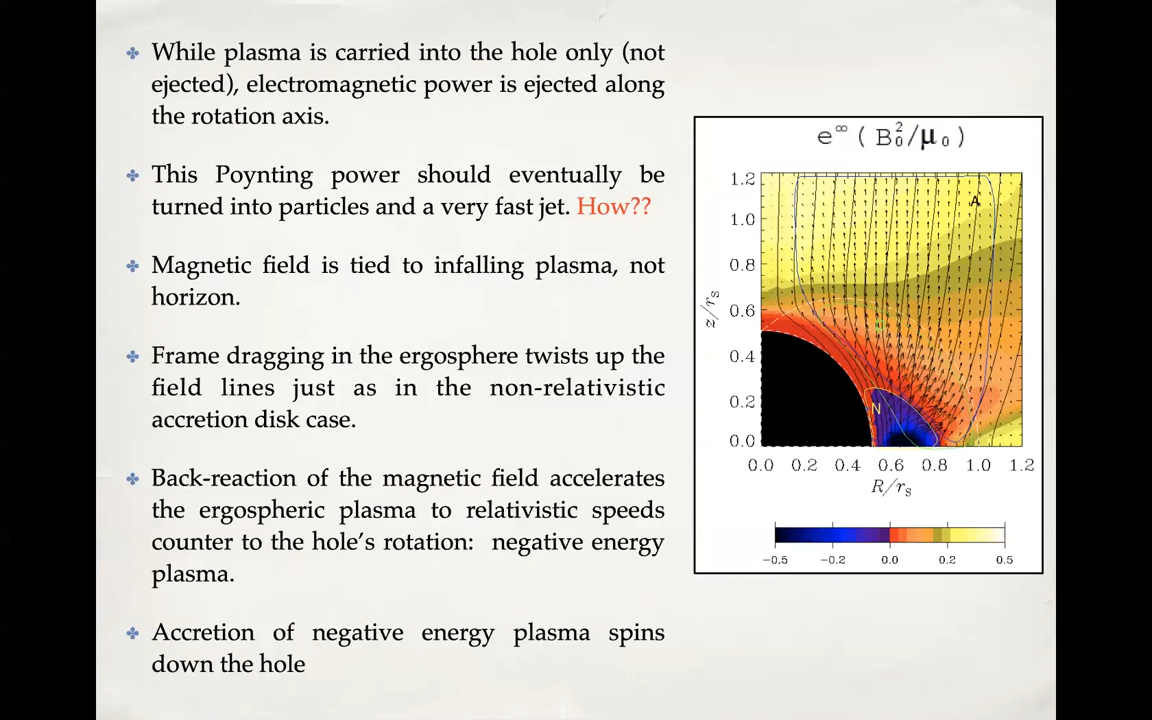 While plasma is carried into the hole only (not
ejected), electromagnetic power is ejected along
the rotation axis.
This Poynting power should eventually be
turned into particles and a very fast jet. How??
Magnetic field is tied to infalling plasma, not
horizon.
Frame dragging in the ergosphere twists up the
field lines just as in the non-relativistic
accretion disk case.
Back-reaction of the magnetic field accelerates
the ergospheric plasma to relativistic speeds
counter to the hole's rotation: negative energy
plasma.
Accretion of negative energy plasma spins
down the hole
e∞ ( B₀²/μ₀ )
1.2
1.0
0.8
0.6
0.4
0.2
0.0
z/rS
A
N
0.0 0.2 0.4 0.6 0.8 1.0 1.2
R/rS
−0.5 −0.2 0.0 0.2 0.5